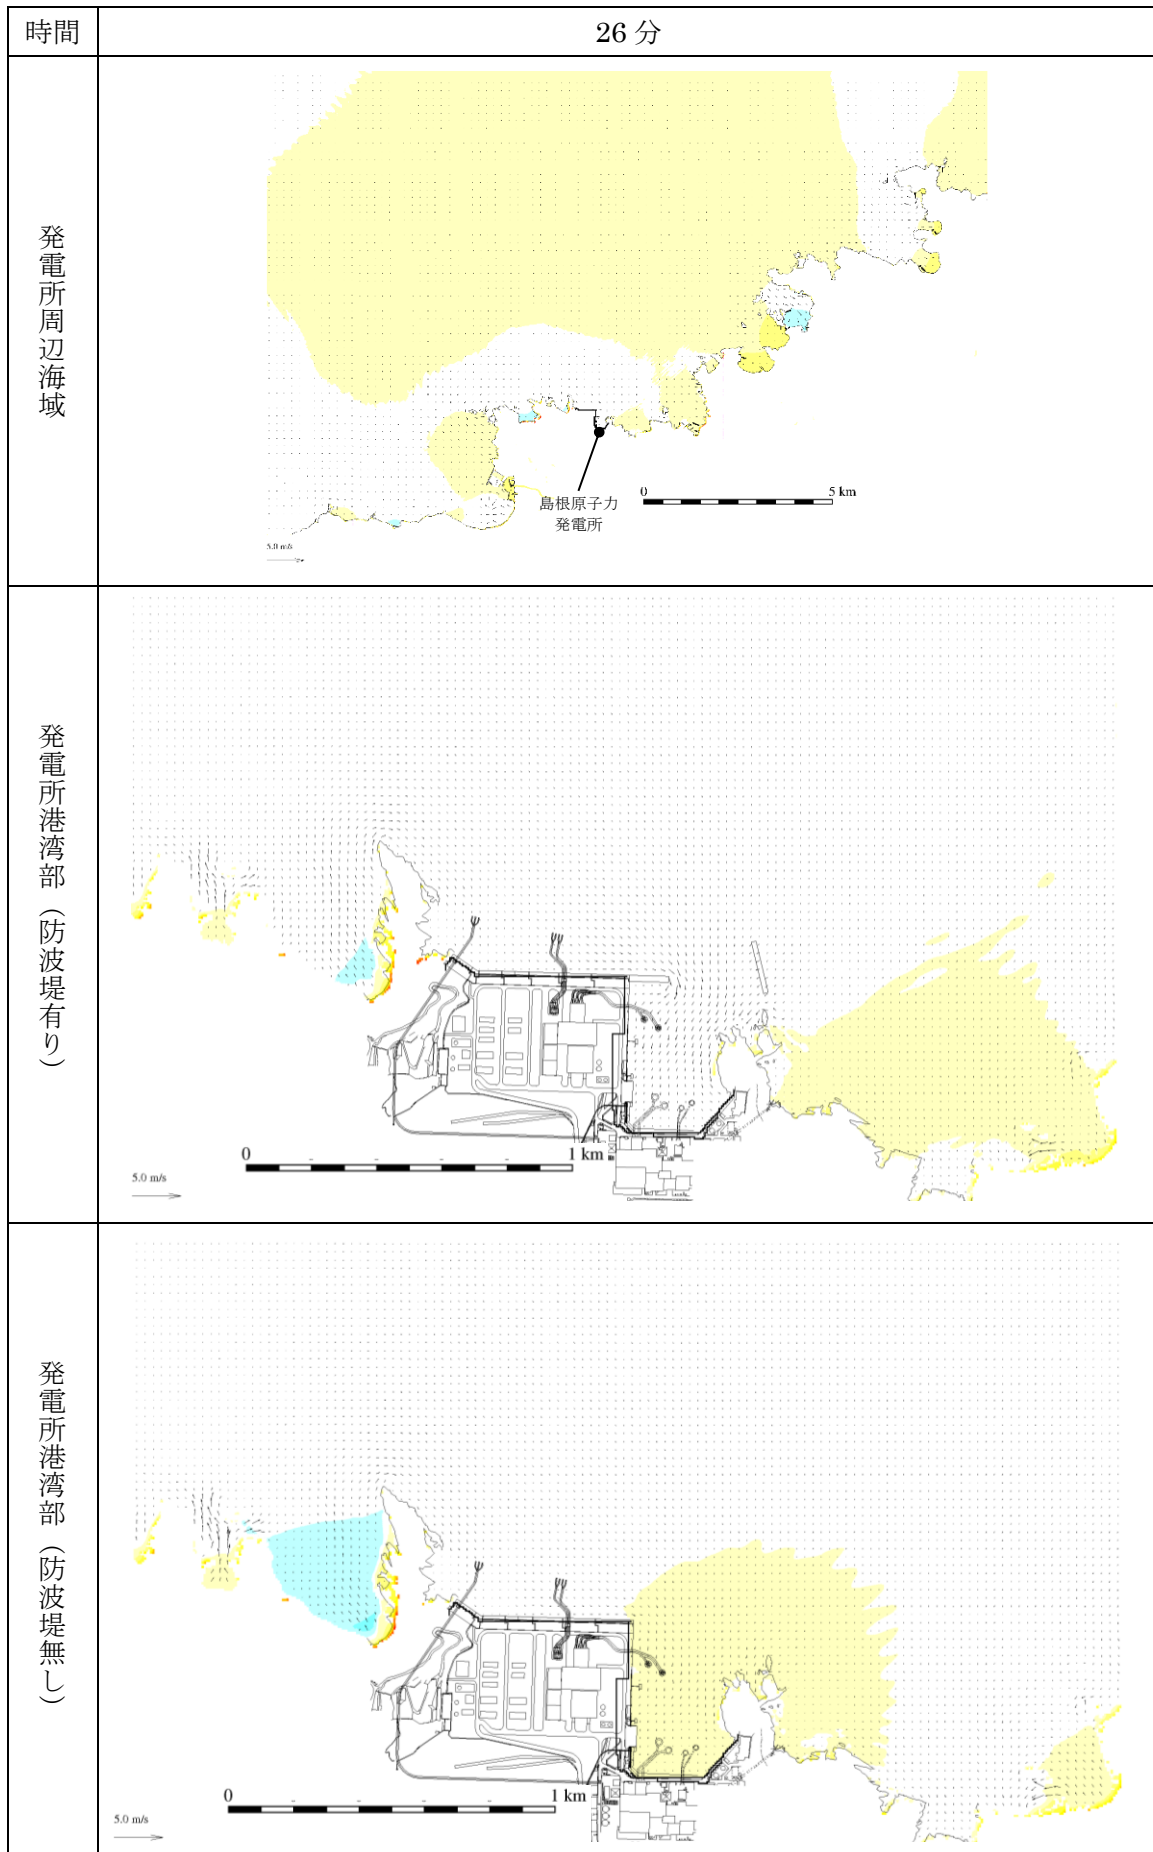 時間
26 分
発電所周辺海域
島根原子力
発電所
0
5 km
5.0 m/s
発電所港湾部（防波堤有り）
0
1 km
5.0 m/s
発電所港湾部（防波堤無し）
0
1 km
5.0 m/s